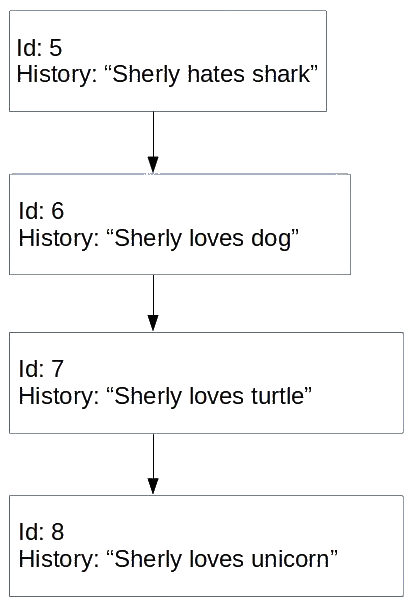 Id: 5
History: “Sherly hates shark”
Id: 6
History: “Sherly loves dog”
Id: 7
History: “Sherly loves turtle”
Id: 8
History: “Sherly loves unicorn”